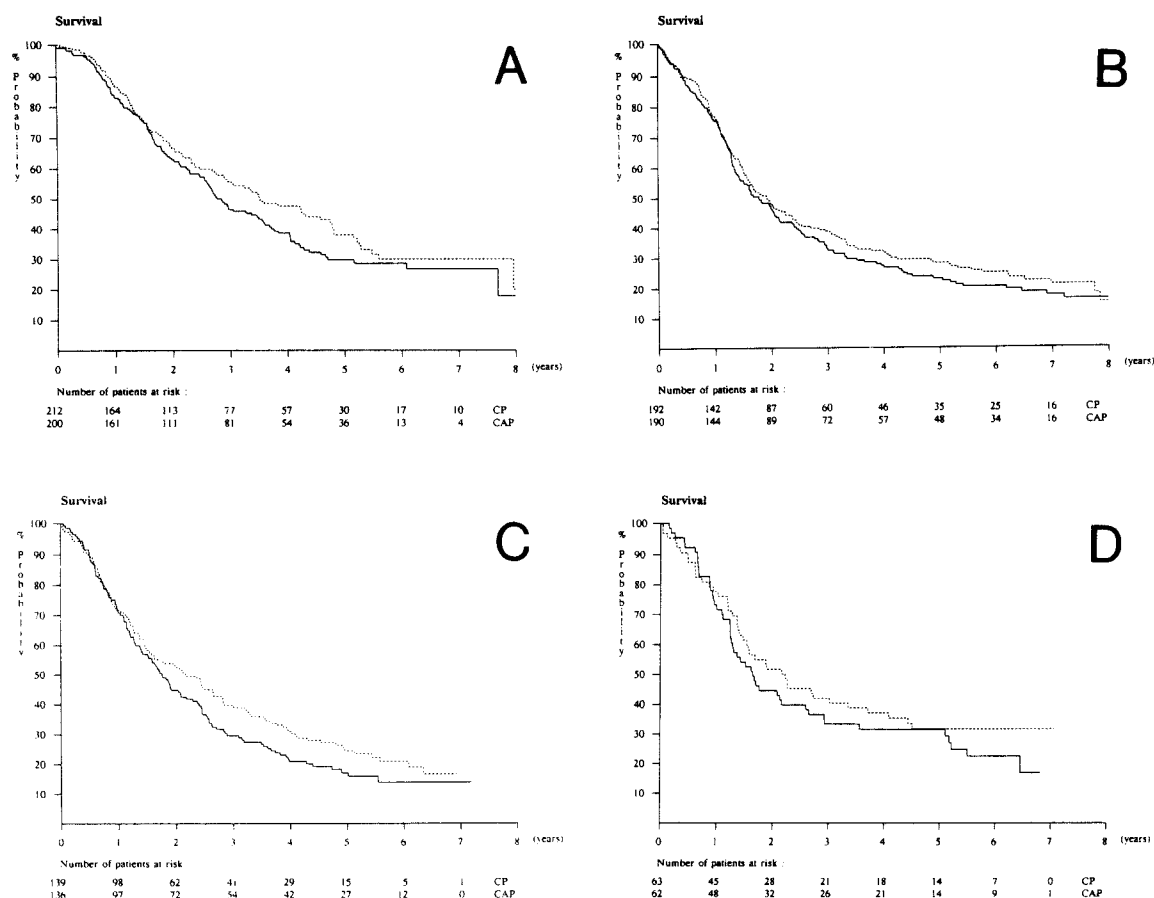 Survival
A
% Probability
100
90
80
70
60
50
40
30
20
10
0 1 2 3 4 5 6 7 8 (years)
Number of patients at risk :
212 164 113 77 57 30 17 10 CP
200 161 111 81 54 36 13 4 CAP
Survival
B
% Probability
100
90
80
70
60
50
40
30
20
10
0 1 2 3 4 5 6 7 8 (years)
Number of patients at risk :
192 142 87 60 46 35 25 16 CP
190 144 89 72 57 48 34 16 CAP
Survival
C
% Probability
100
90
80
70
60
50
40
30
20
10
0 1 2 3 4 5 6 7 8 (years)
Number of patients at risk
139 98 62 41 29 15 5 1 CP
136 97 72 54 42 27 12 0 CAP
Survival
D
% Probability
100
90
80
70
60
50
40
30
20
10
0 1 2 3 4 5 6 7 8 (years)
Number of patients at risk :
63 45 28 21 18 14 7 0 CP
62 48 32 26 21 14 9 1 CAP